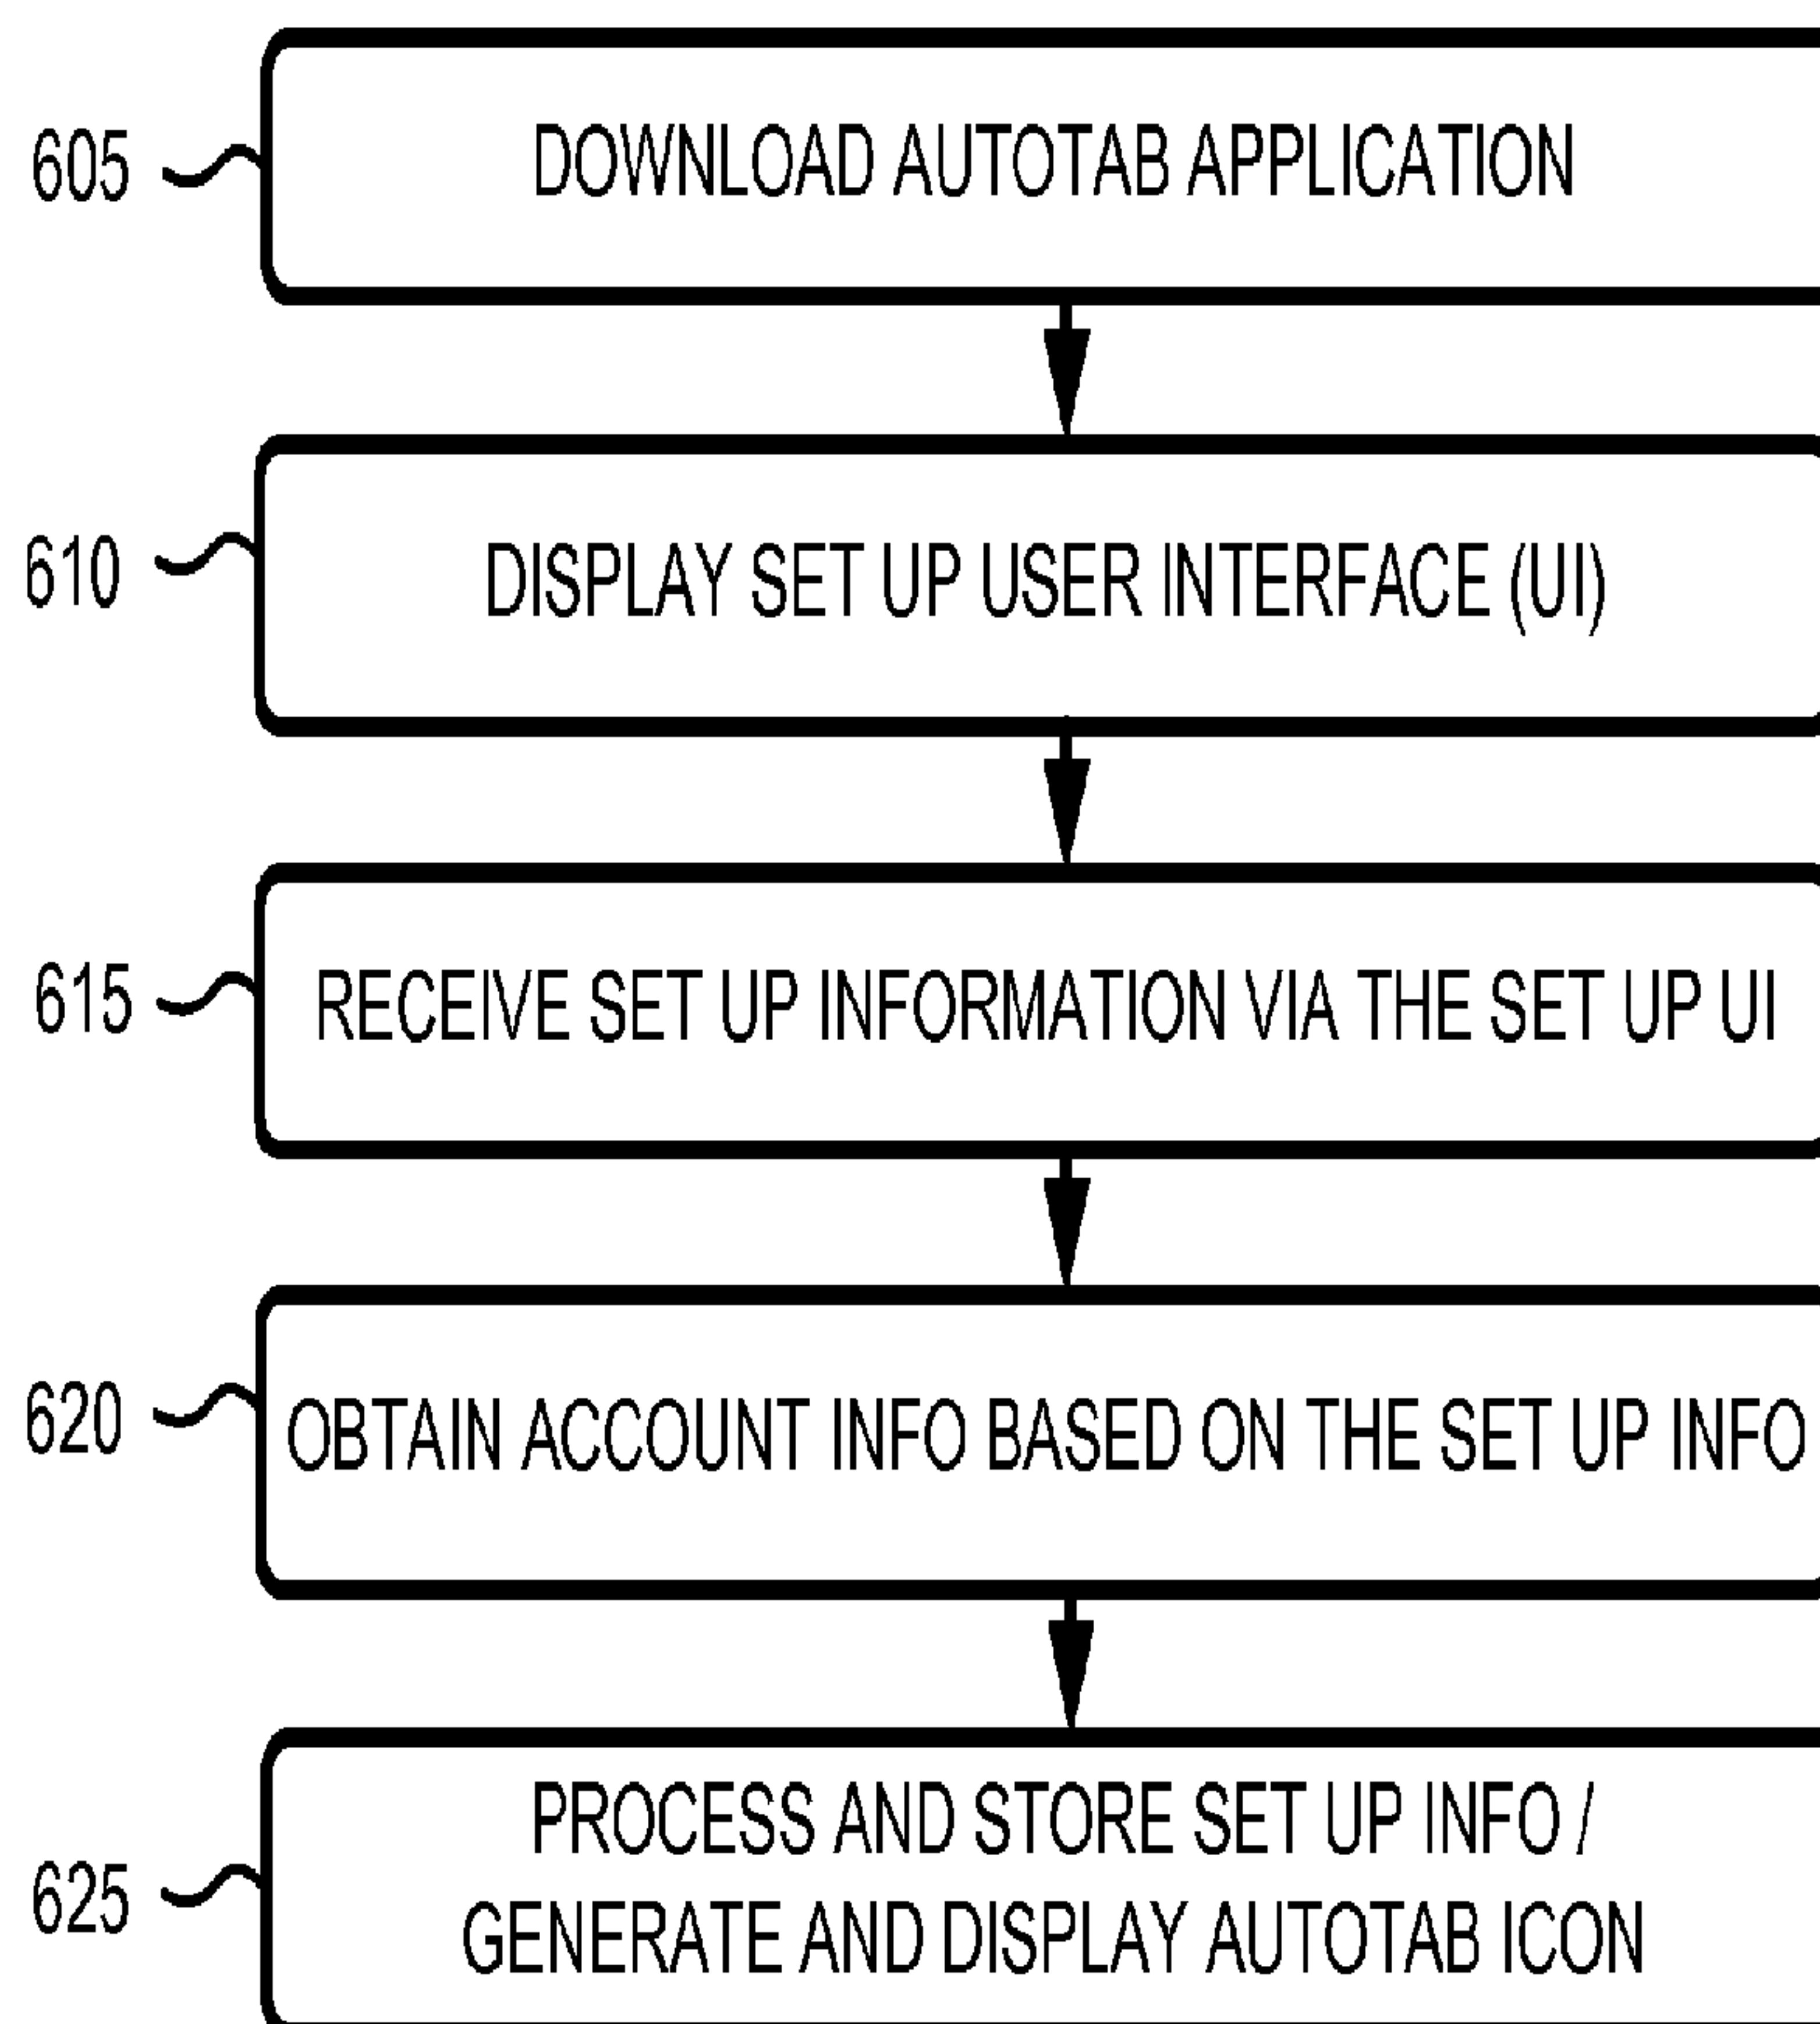 605
DOWNLOAD AUTOTAB APPLICATION
610
DISPLAY SET UP USER INTERFACE (UI)
615
RECEIVE SET UP INFORMATION VIA THE SET UP UI
620
OBTAIN ACCOUNT INFO BASED ON THE SET UP INFO
625
PROCESS AND STORE SET UP INFO /
GENERATE AND DISPLAY AUTOTAB ICON